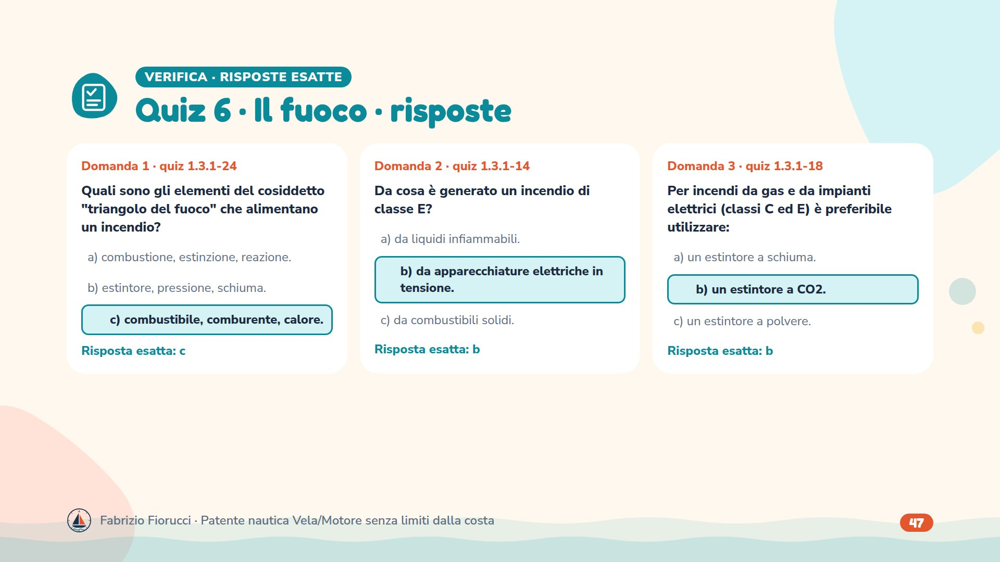 VERIFICA · RISPOSTE ESATTE
Quiz 6 · Il fuoco · risposte
Domanda 1 · quiz 1.3.1-24
Quali sono gli elementi del cosiddetto
"triangolo del fuoco" che alimentano
un incendio?
a) combustione, estinzione, reazione.
b) estintore, pressione, schiuma.
c) combustibile, comburente, calore.
Risposta esatta: c
Domanda 2 · quiz 1.3.1-14
Da cosa è generato un incendio di
classe E?
a) da liquidi infiammabili.
b) da apparecchiature elettriche in
tensione.
c) da combustibili solidi.
Risposta esatta: b
Domanda 3 · quiz 1.3.1-18
Per incendi da gas e da impianti
elettrici (classi C ed E) è preferibile
utilizzare:
a) un estintore a schiuma.
b) un estintore a CO2.
c) un estintore a polvere.
Risposta esatta: b
Fabrizio Fiorucci · Patente nautica Vela/Motore senza limiti dalla costa
47